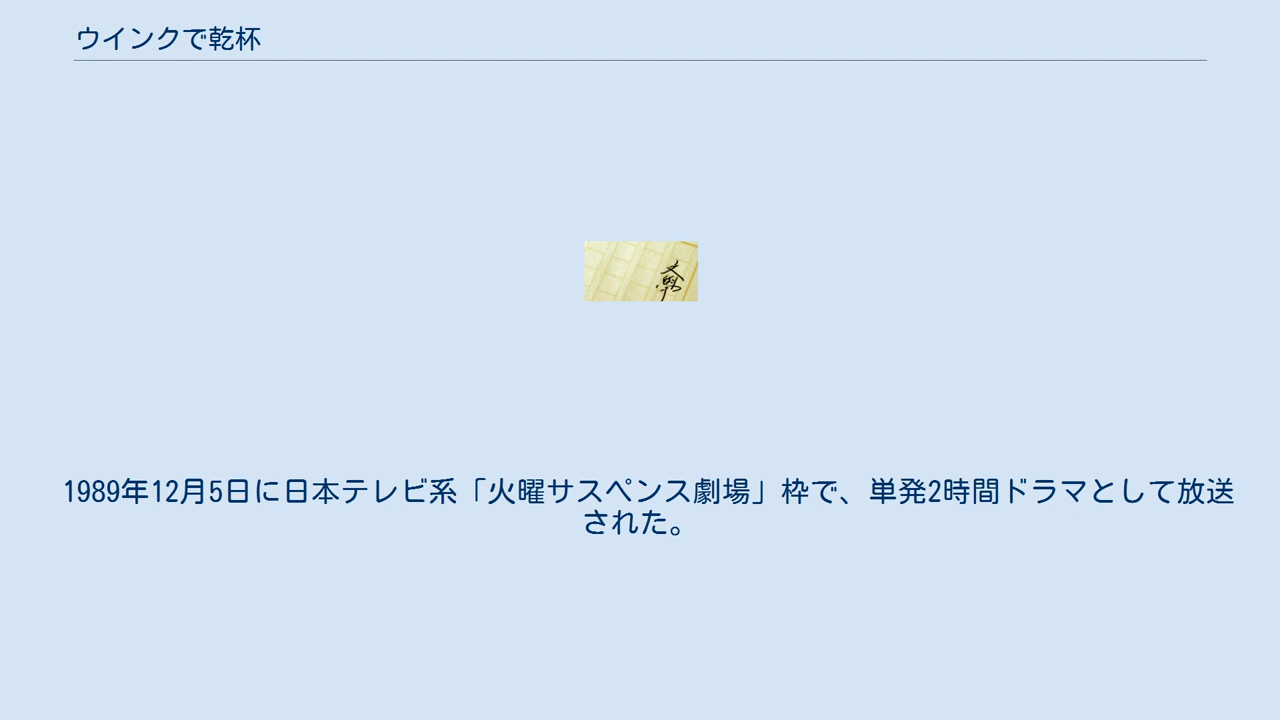 ウインクで乾杯
1989年12月5日に日本テレビ系「火曜サスペンス劇場」枠で、単発2時間ドラマとして放送
された。